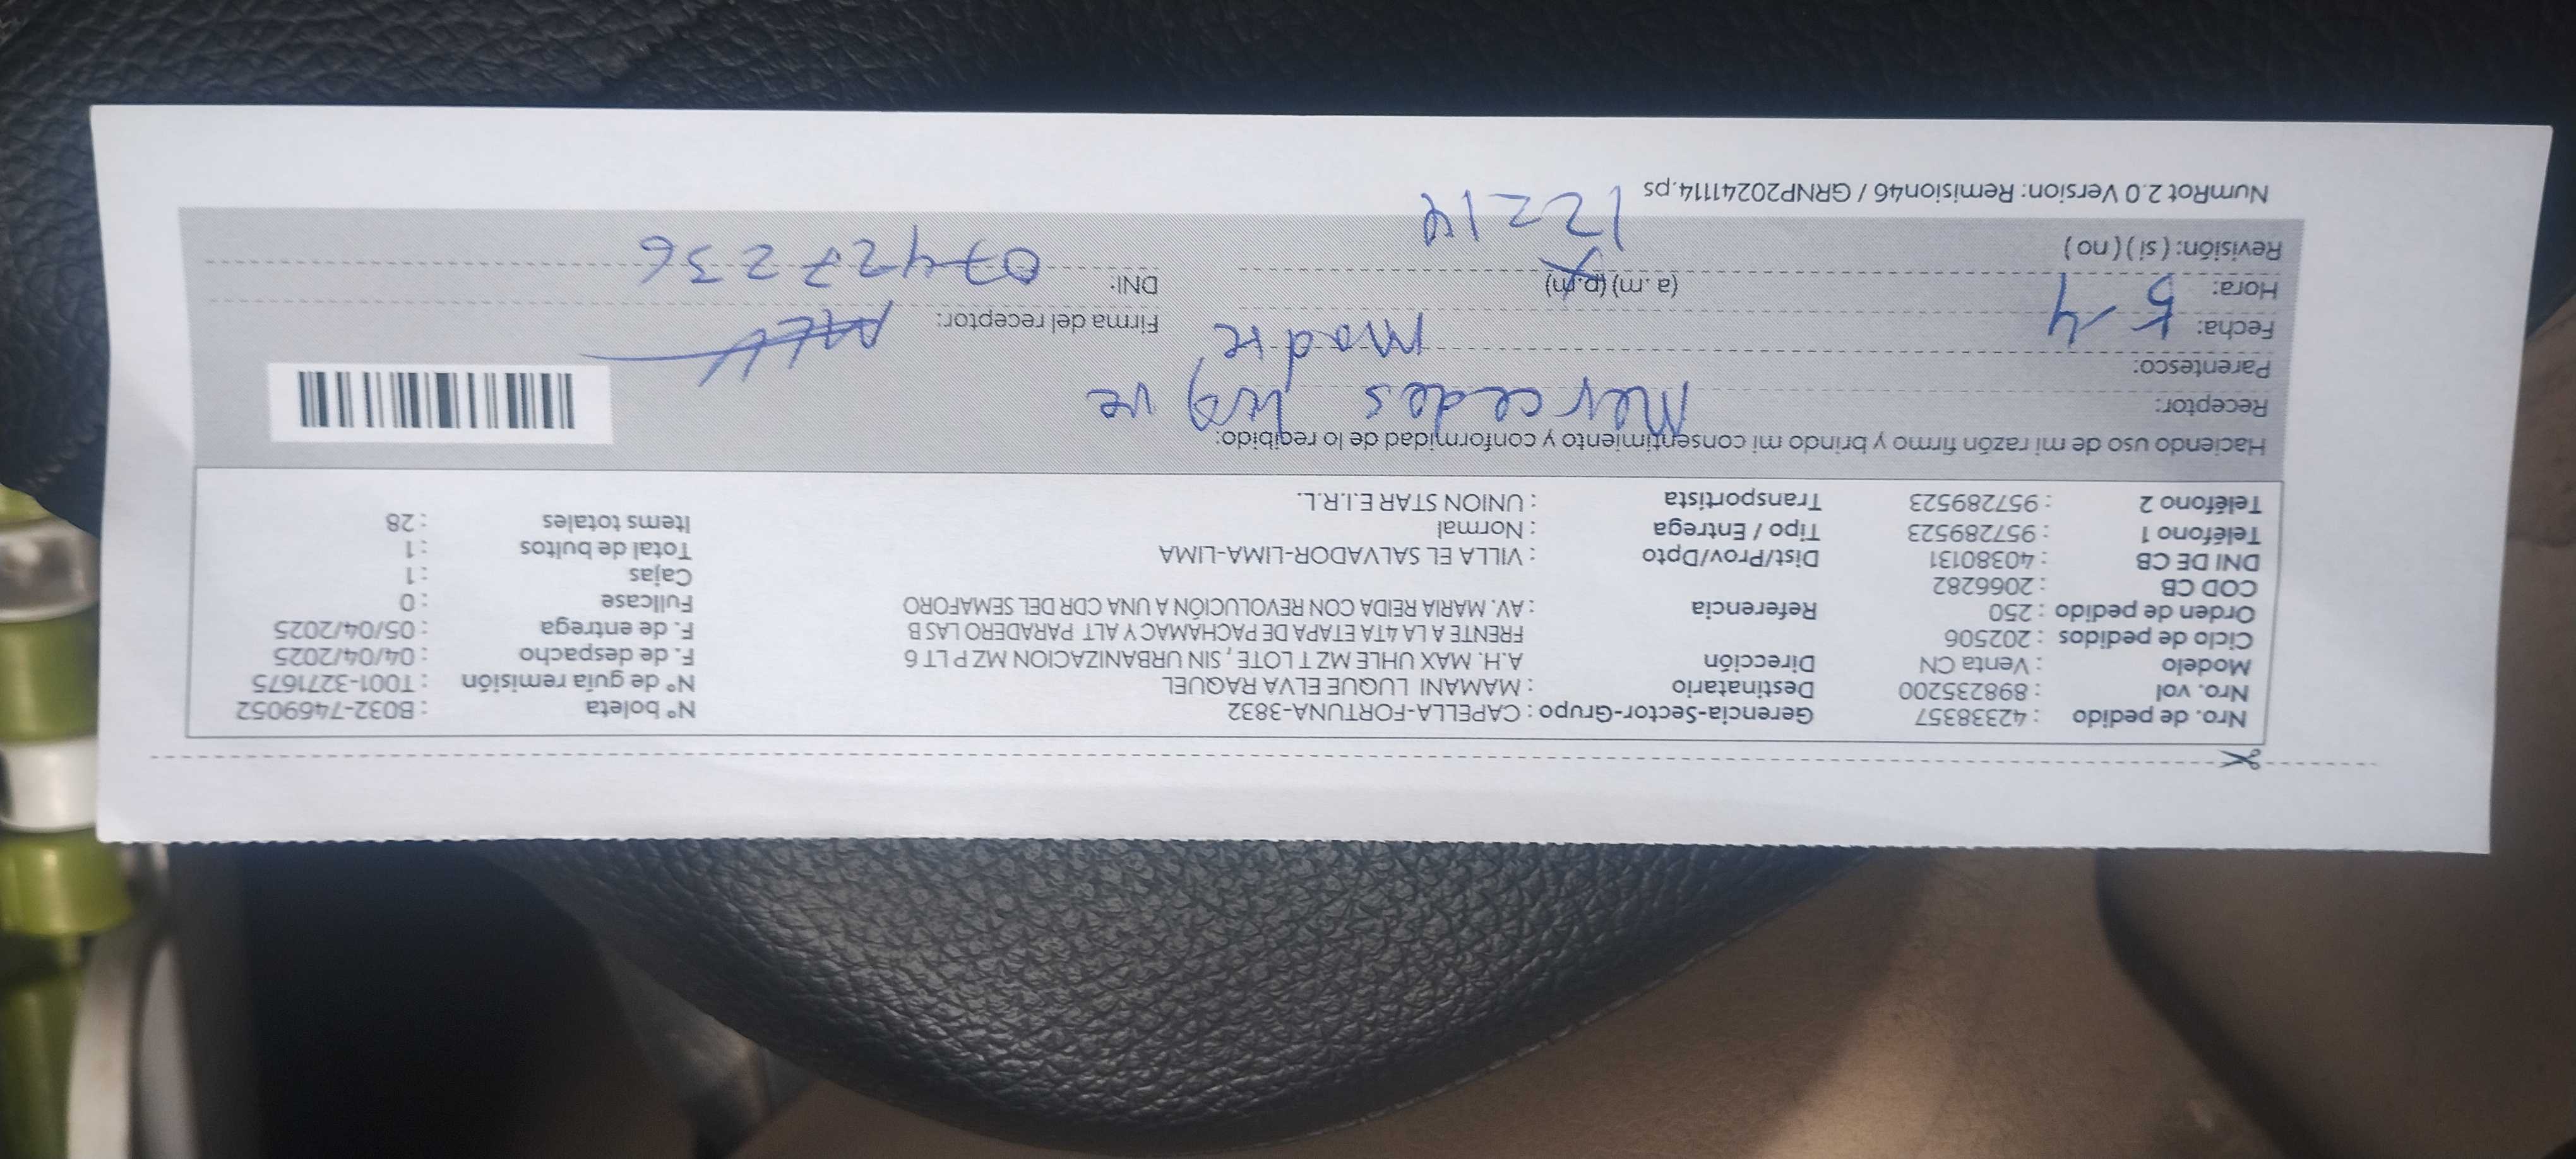 Nro. de pedido : 42338357 Gerencia-Sector-Grupo : CAPELLA-FORTUNA-3832 N° boleta : B032-7469052
Nro. vol : 898235200 Destinatario : MAMANI LUQUE ELVA RAQUEL N° de guía remisión : T001-3271675
Modelo : Venta CN Dirección A.H. MAX UHLE MZ T LOTE , SIN URBANIZACION MZ P LT 6 F. de despacho : 04/04/2025
Ciclo de pedidos : 202506 FRENTE A LA 4TA ETAPA DE PACHAMAC Y ALT PARADERO LAS B F. de entrega : 05/04/2025
Orden de pedido : 250 Referencia : AV. MARIA REIDA CON REVOLUCIÓN A UNA CDR DEL SEMAFORO Fullcase : 0
COD CB : 2066282 Cajas : 1
DNI DE CB : 40380131 Dist/Prov/Dpto : VILLA EL SALVADOR-LIMA-LIMA Total de bultos : 1
Teléfono 1 : 957289523 Tipo / Entrega : Normal Items totales : 28
Teléfono 2 : 957289523 Transportista : UNION STAR E.I.R.L.
Haciendo uso de mi razón firmo y brindo mi consentimiento y conformidad de lo recibido:
Receptor: Mercedes luque
Parentesco: Madre
Fecha: 5-4 Firma del receptor:
Hora: (a.m) (p.m) DNI: 07427236
Revisión: ( si ) ( no ) 12=14
NumRot 2.0 Version: Remision46 / GRNP20241114.ps